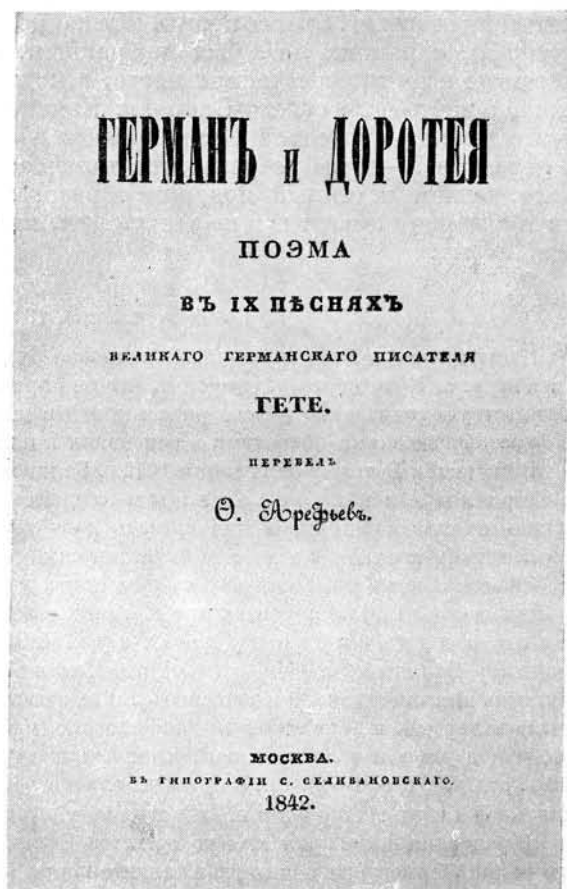 ГЕРМАНЪ и ДОРОТЕЯ
ПОЭМА
ВЪ IX ПѢСНЯХЪ
ВЕЛИКАГО ГЕРМАНСКАГО ПИСАТЕЛЯ
ГЕТЕ.
ПЕРЕВЕЛЪ
Ѳ. Арефьевъ.
МОСКВА.
ВЪ ТИПОГРАФІИ С. СЕЛИВАНОВСКАГО.
1842.